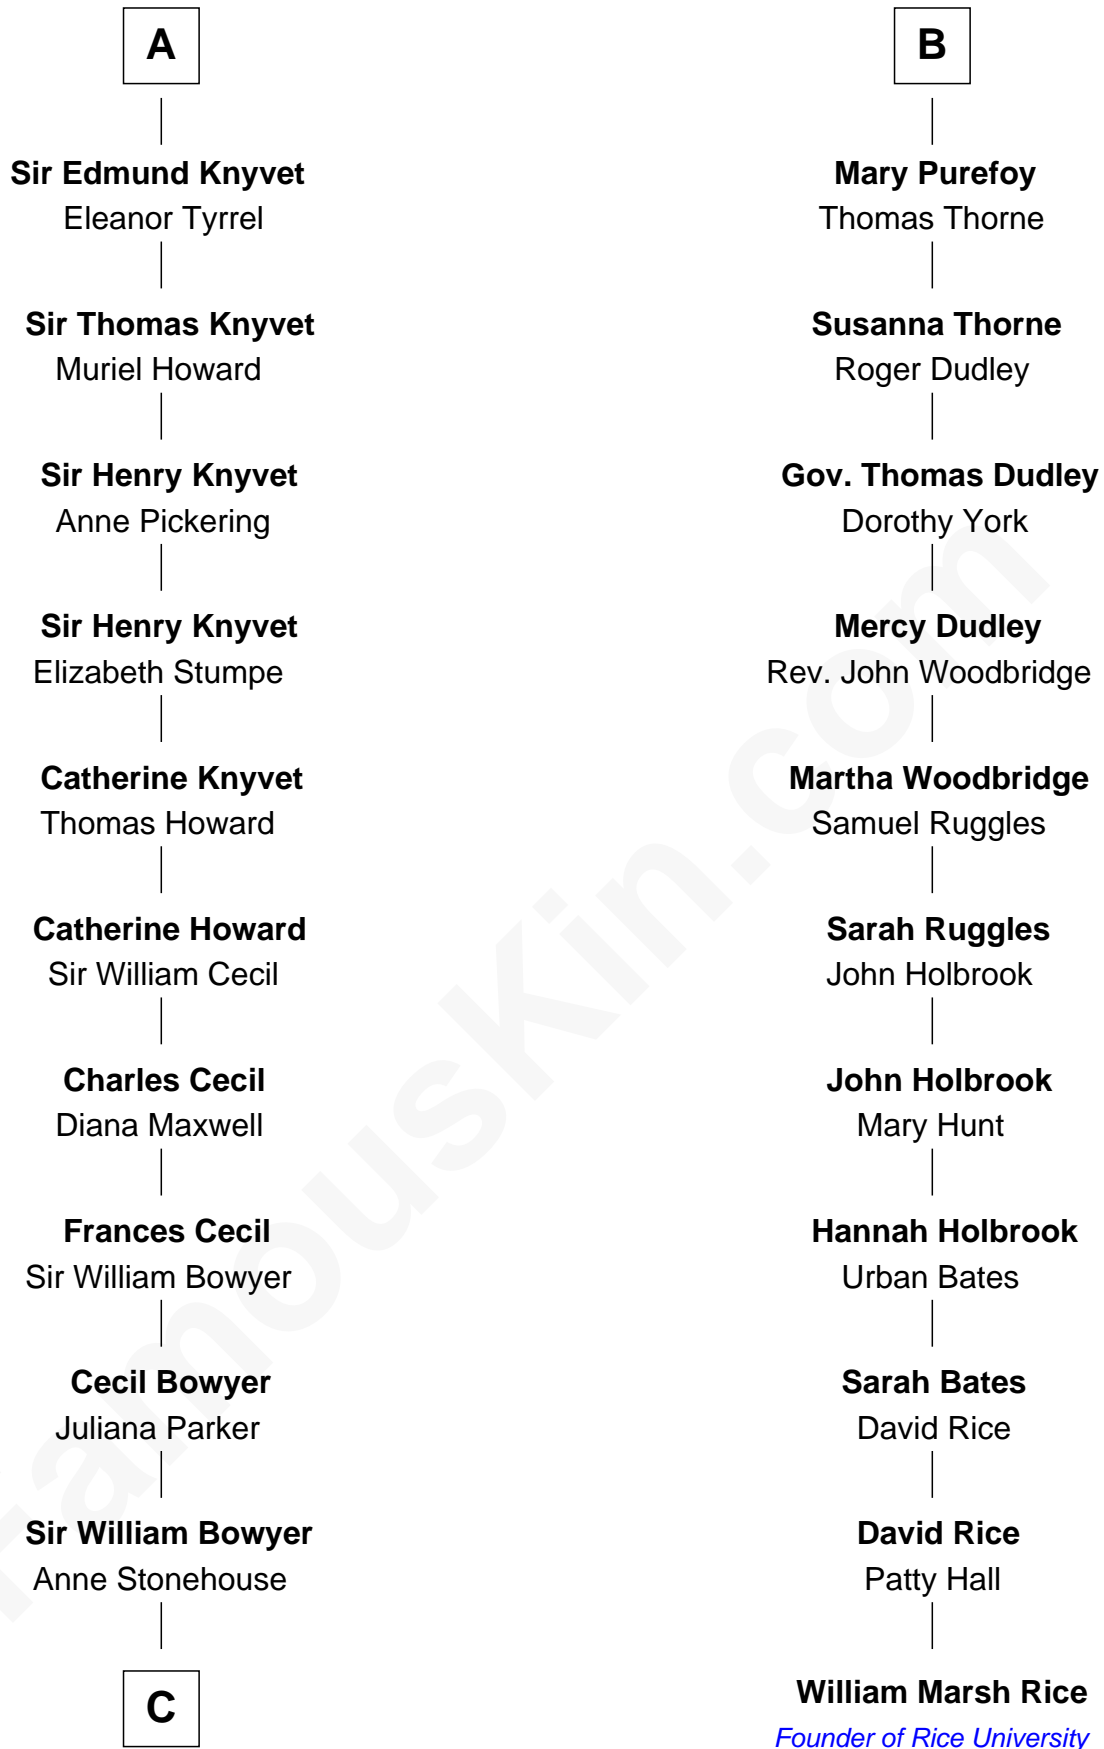 A
Sir Edmund Knyvet
Eleanor Tyrrel
Sir Thomas Knyvet
Muriel Howard
Sir Henry Knyvet
Anne Pickering
Sir Henry Knyvet
Elizabeth Stumpe
Catherine Knyvet
Thomas Howard
Catherine Howard
Sir William Cecil
Charles Cecil
Diana Maxwell
Frances Cecil
Sir William Bowyer
Cecil Bowyer
Juliana Parker
Sir William Bowyer
Anne Stonehouse
C
B
Mary Purefoy
Thomas Thorne
Susanna Thorne
Roger Dudley
Gov. Thomas Dudley
Dorothy York
Mercy Dudley
Rev. John Woodbridge
Martha Woodbridge
Samuel Ruggles
Sarah Ruggles
John Holbrook
John Holbrook
Mary Hunt
Hannah Holbrook
Urban Bates
Sarah Bates
David Rice
David Rice
Patty Hall
William Marsh Rice
Founder of Rice University
FamousKin.com